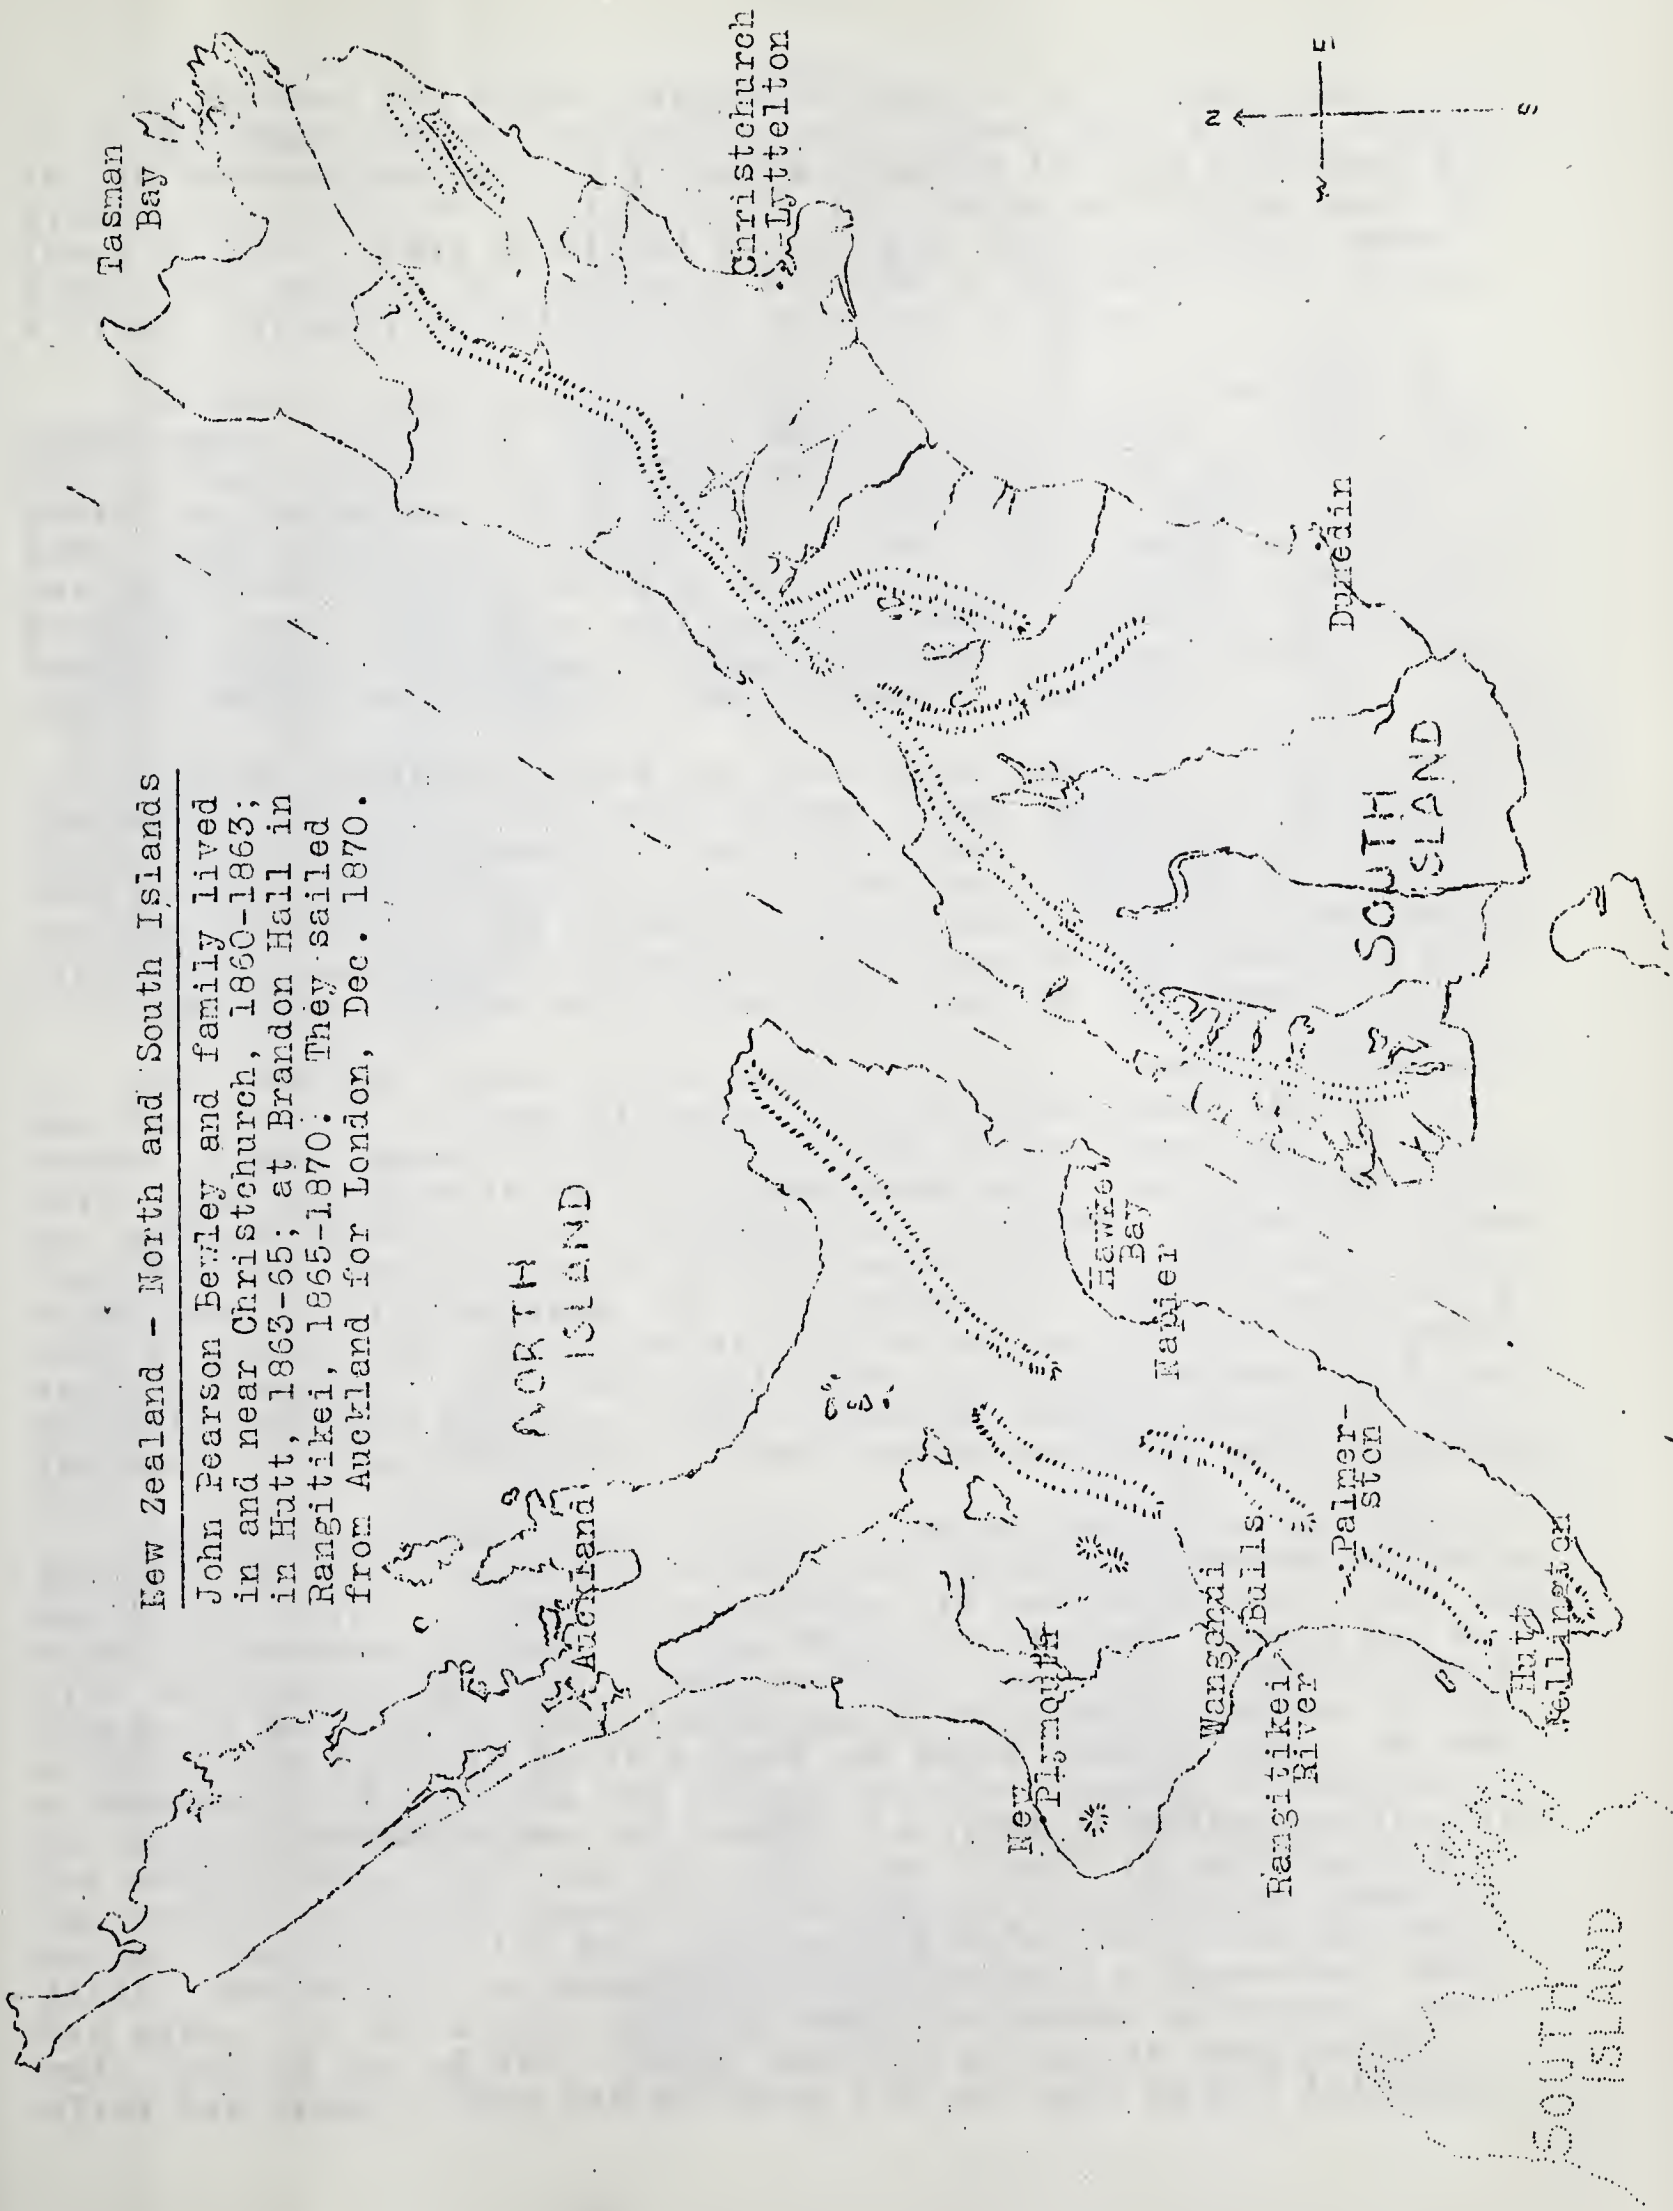 New Zealand - North and South Islands
John Pearson Bewley and family lived
in and near Christchurch, 1860-1863;
in Hutt, 1863-65; at Brandon Hall in
Rangitikei, 1865-1870. They sailed
from Auckland for London, Dec. 1870.
NORTH
ISLAND
Auckland
New
Plymouth
Hawke
Bay
Napier
Wanganui
Bulls
Rangitikei
River
Palmer-
ston
Hutt
Wellington
SOUTH
ISLAND
Tasman
Bay
Christchurch
Lyttelton
Dunedin
SOUTH
ISLAND
N
W
E
S